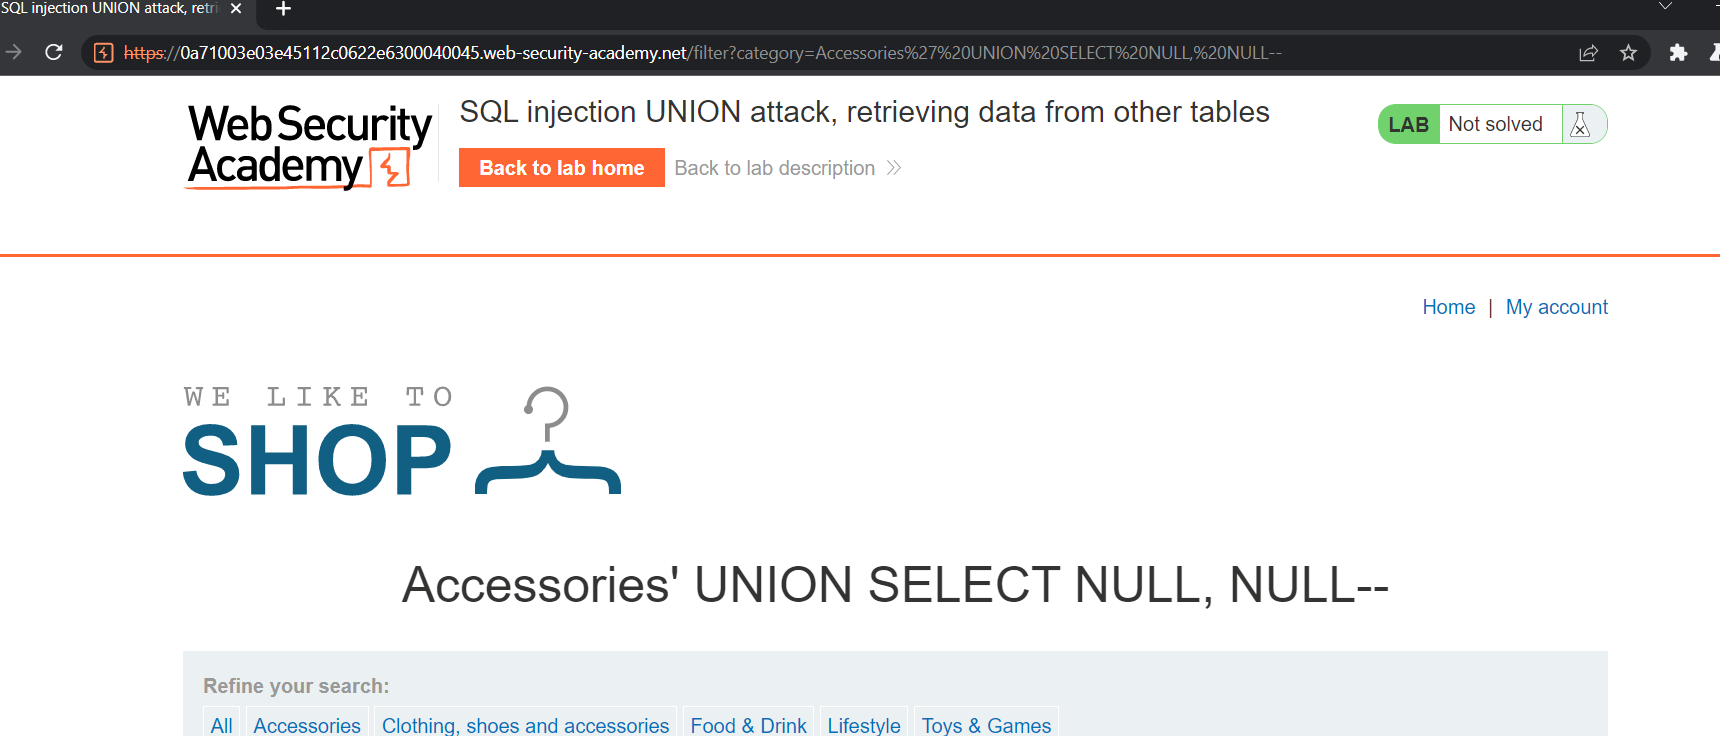 SQL injection UNION attack, retri
https://0a71003e03e45112c0622e6300040045.web-security-academy.net/filter?category=Accessories%27%20UNION%20SELECT%20NULL,%20NULL--
WebSecurity
Academy
SQL injection UNION attack, retrieving data from other tables
Back to lab home
Back to lab description
LAB
Not solved
Home | My account
WE LIKE TO
SHOP
Accessories' UNION SELECT NULL, NULL--
Refine your search:
All Accessories Clothing, shoes and accessories Food & Drink Lifestyle Toys & Games